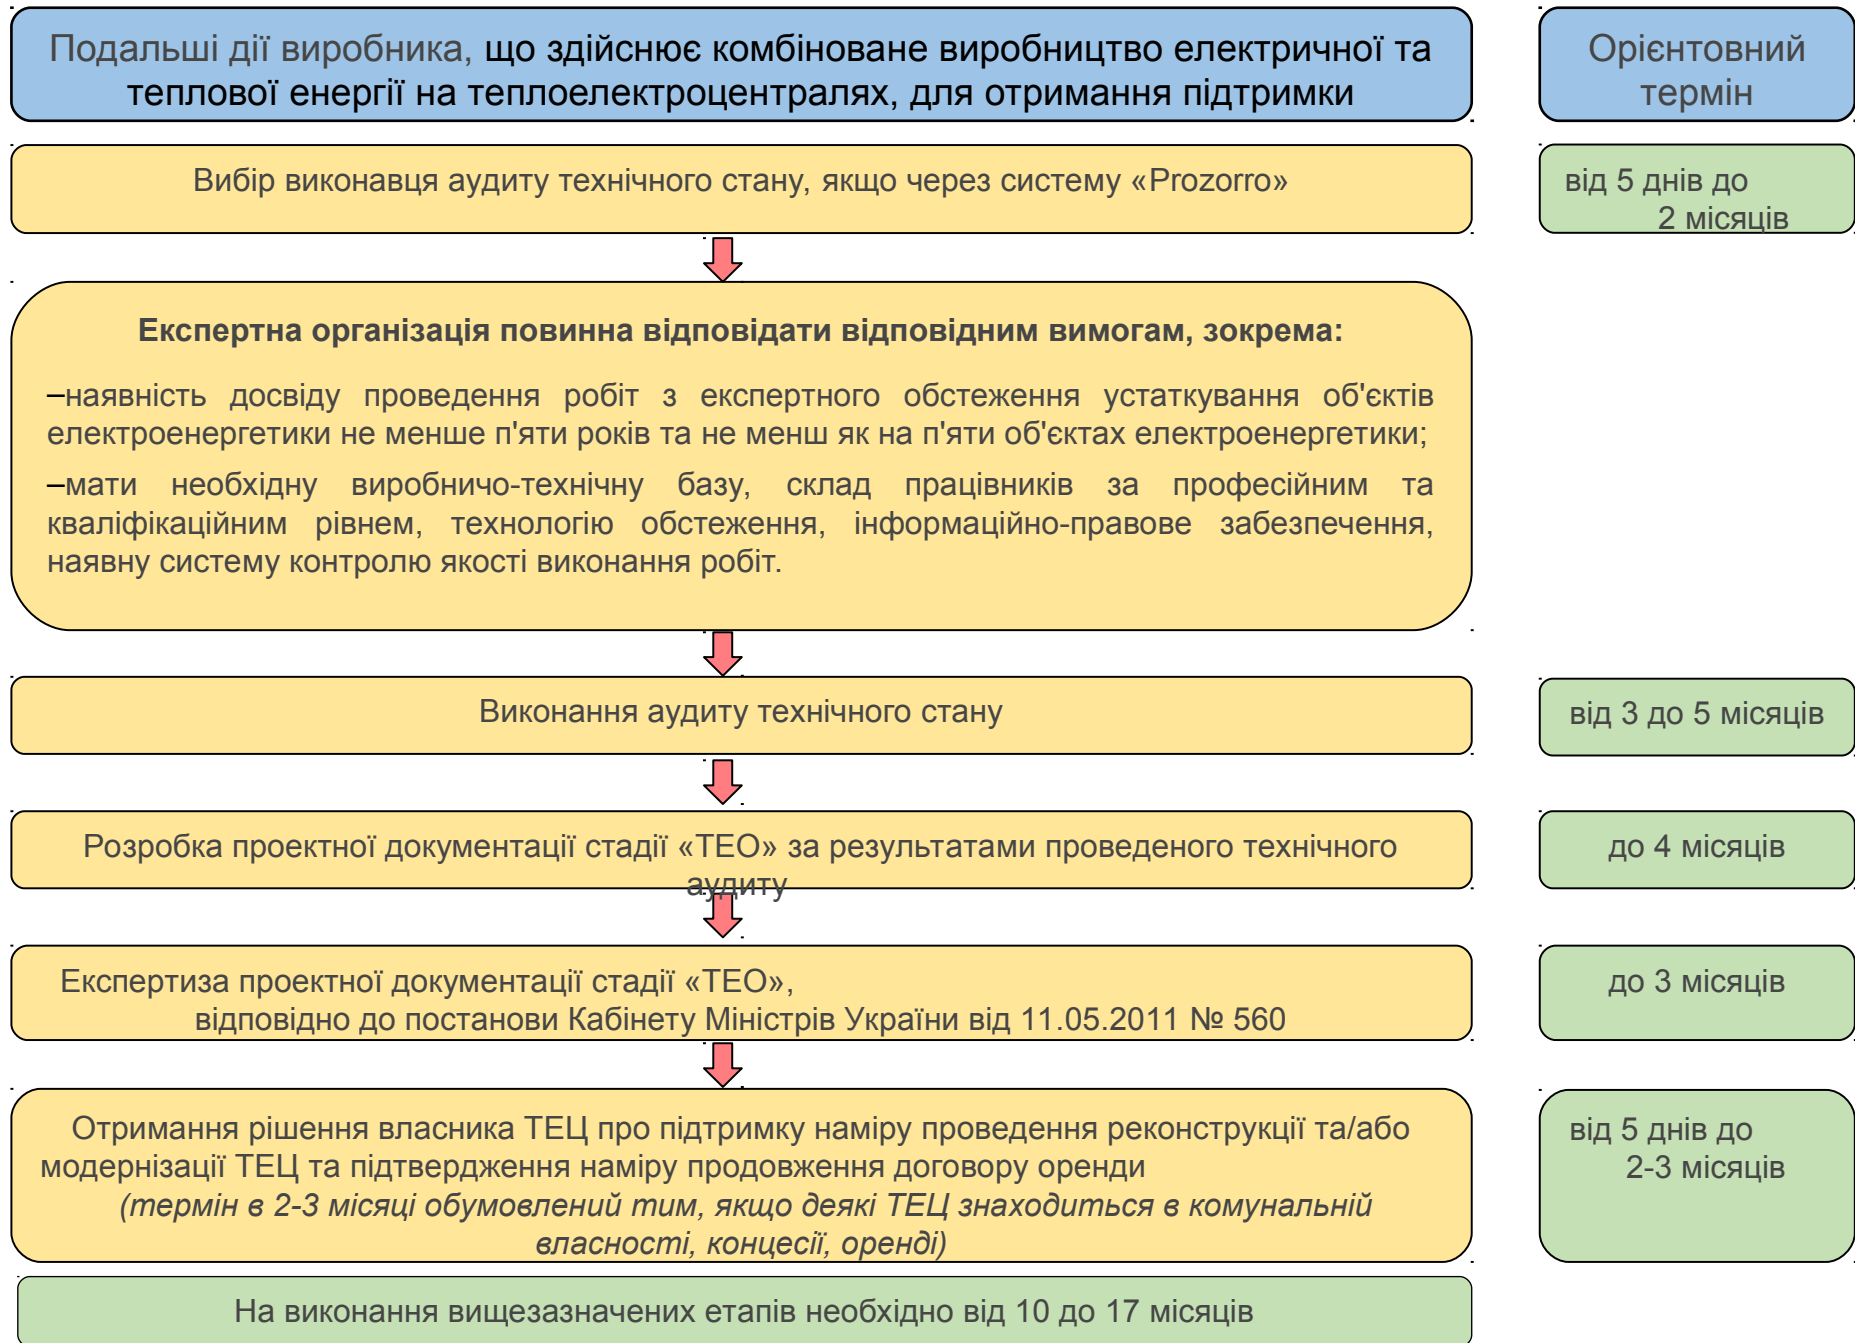 Подальші дії виробника, що здійснює комбіноване виробництво електричної та
теплової енергії на теплоелектроцентралях, для отримання підтримки
Орієнтовний
термін
Вибір виконавця аудиту технічного стану, якщо через систему «Prozorro»
від 5 днів до
2 місяців
Експертна організація повинна відповідати відповідним вимогам, зокрема:
–наявність досвіду проведення робіт з експертного обстеження устаткування об'єктів
електроенергетики не менше п'яти років та не менш як на п'яти об'єктах електроенергетики;
–мати необхідну виробничо-технічну базу, склад працівників за професійним та
кваліфікаційним рівнем, технологію обстеження, інформаційно-правове забезпечення,
наявну систему контролю якості виконання робіт.
Виконання аудиту технічного стану
від 3 до 5 місяців
Розробка проектної документації стадії «ТЕО» за результатами проведеного технічного
аудиту
до 4 місяців
Експертиза проектної документації стадії «ТЕО»,
відповідно до постанови Кабінету Міністрів України від 11.05.2011 № 560
до 3 місяців
Отримання рішення власника ТЕЦ про підтримку наміру проведення реконструкції та/або
модернізації ТЕЦ та підтвердження наміру продовження договору оренди
(термін в 2-3 місяці обумовлений тим, якщо деякі ТЕЦ знаходиться в комунальній
власності, концесії, оренді)
від 5 днів до
2-3 місяців
На виконання вищезазначених етапів необхідно від 10 до 17 місяців